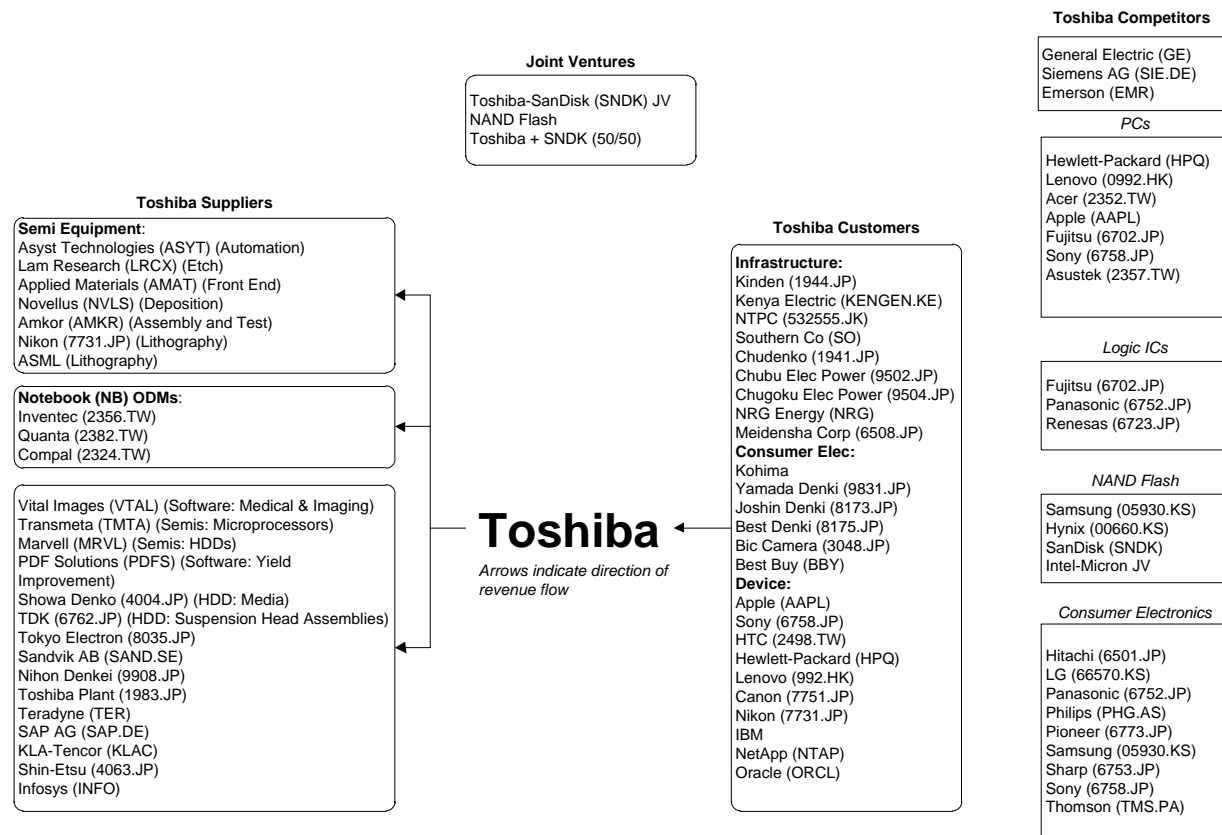 Toshiba Competitors
General Electric (GE)
Siemens AG (SIE.DE)
Emerson (EMR)
PCs
Hewlett-Packard (HPQ)
Lenovo (0992.HK)
Acer (2352.TW)
Apple (AAPL)
Fujitsu (6702.JP)
Sony (6758.JP)
Asustek (2357.TW)
Logic ICs
Fujitsu (6702.JP)
Panasonic (6752.JP)
Renesas (6723.JP)
NAND Flash
Samsung (05930.KS)
Hynix (00660.KS)
SanDisk (SNDK)
Intel-Micron JV
Consumer Electronics
Hitachi (6501.JP)
LG (66570.KS)
Panasonic (6752.JP)
Philips (PHG.AS)
Pioneer (6773.JP)
Samsung (05930.KS)
Sharp (6753.JP)
Sony (6758.JP)
Thomson (TMS.PA)
Joint Ventures
Toshiba-SanDisk (SNDK) JV
NAND Flash
Toshiba + SNDK (50/50)
Toshiba Suppliers
Semi Equipment:
Asyst Technologies (ASYT) (Automation)
Lam Research (LRCX) (Etch)
Applied Materials (AMAT) (Front End)
Novellus (NVLS) (Deposition)
Amkor (AMKR) (Assembly and Test)
Nikon (7731.JP) (Lithography)
ASML (Lithography)
Notebook (NB) ODMs:
Inventec (2356.TW)
Quanta (2382.TW)
Compal (2324.TW)
Vital Images (VTAL) (Software: Medical & Imaging)
Transmeta (TMTA) (Semis: Microprocessors)
Marvell (MRVL) (Semis: HDDs)
PDF Solutions (PDFS) (Software: Yield
Improvement)
Showa Denko (4004.JP) (HDD: Media)
TDK (6762.JP) (HDD: Suspension Head Assemblies)
Tokyo Electron (8035.JP)
Sandvik AB (SAND.SE)
Nihon Denkei (9908.JP)
Toshiba Plant (1983.JP)
Teradyne (TER)
SAP AG (SAP.DE)
KLA-Tencor (KLAC)
Shin-Etsu (4063.JP)
Infosys (INFO)
Toshiba
Arrows indicate direction of
revenue flow
Toshiba Customers
Infrastructure:
Kinden (1944.JP)
Kenya Electric (KENGEN.KE)
NTPC (532555.JK)
Southern Co (SO)
Chudenko (1941.JP)
Chubu Elec Power (9502.JP)
Chugoku Elec Power (9504.JP)
NRG Energy (NRG)
Meidensha Corp (6508.JP)
Consumer Elec:
Kohima
Yamada Denki (9831.JP)
Joshin Denki (8173.JP)
Best Denki (8175.JP)
Bic Camera (3048.JP)
Best Buy (BBY)
Device:
Apple (AAPL)
Sony (6758.JP)
HTC (2498.TW)
Hewlett-Packard (HPQ)
Lenovo (992.HK)
Canon (7751.JP)
Nikon (7731.JP)
IBM
NetApp (NTAP)
Oracle (ORCL)